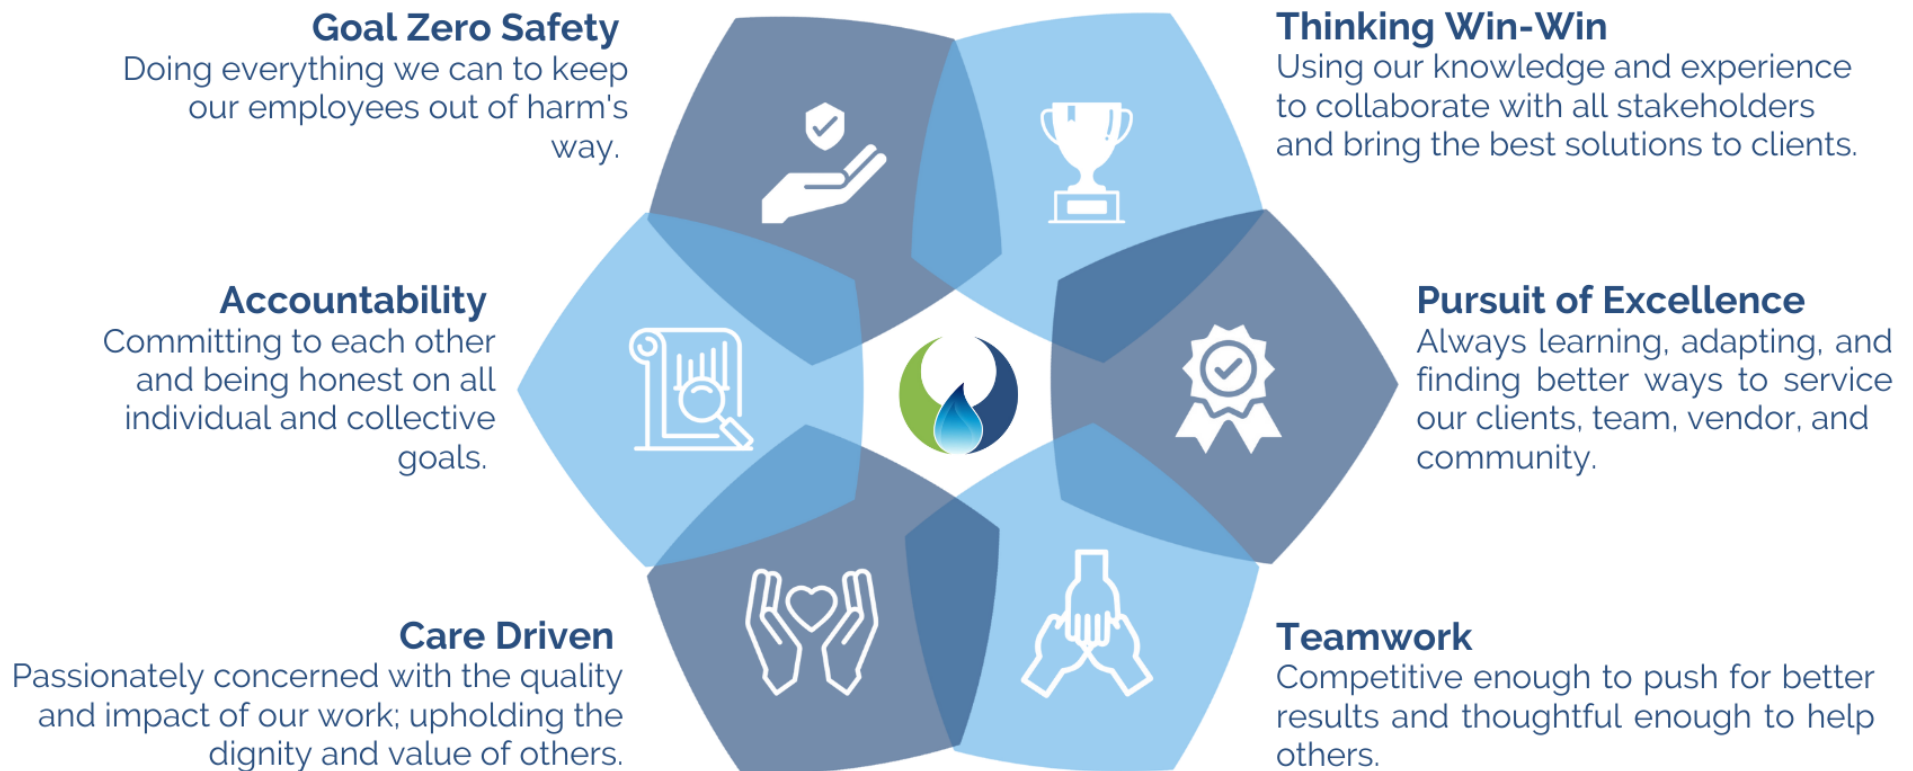 Goal Zero Safety
Doing everything we can to keep
our employees out of harm's
way.
Thinking Win-Win
Using our knowledge and experience
to collaborate with all stakeholders
and bring the best solutions to clients.
Accountability
Committing to each other
and being honest on all
individual and collective
goals.
Pursuit of Excellence
Always learning, adapting, and
finding better ways to service
our clients, team, vendor, and
community.
Care Driven
Passionately concerned with the quality
and impact of our work; upholding the
dignity and value of others.
Teamwork
Competitive enough to push for better
results and thoughtful enough to help
others.